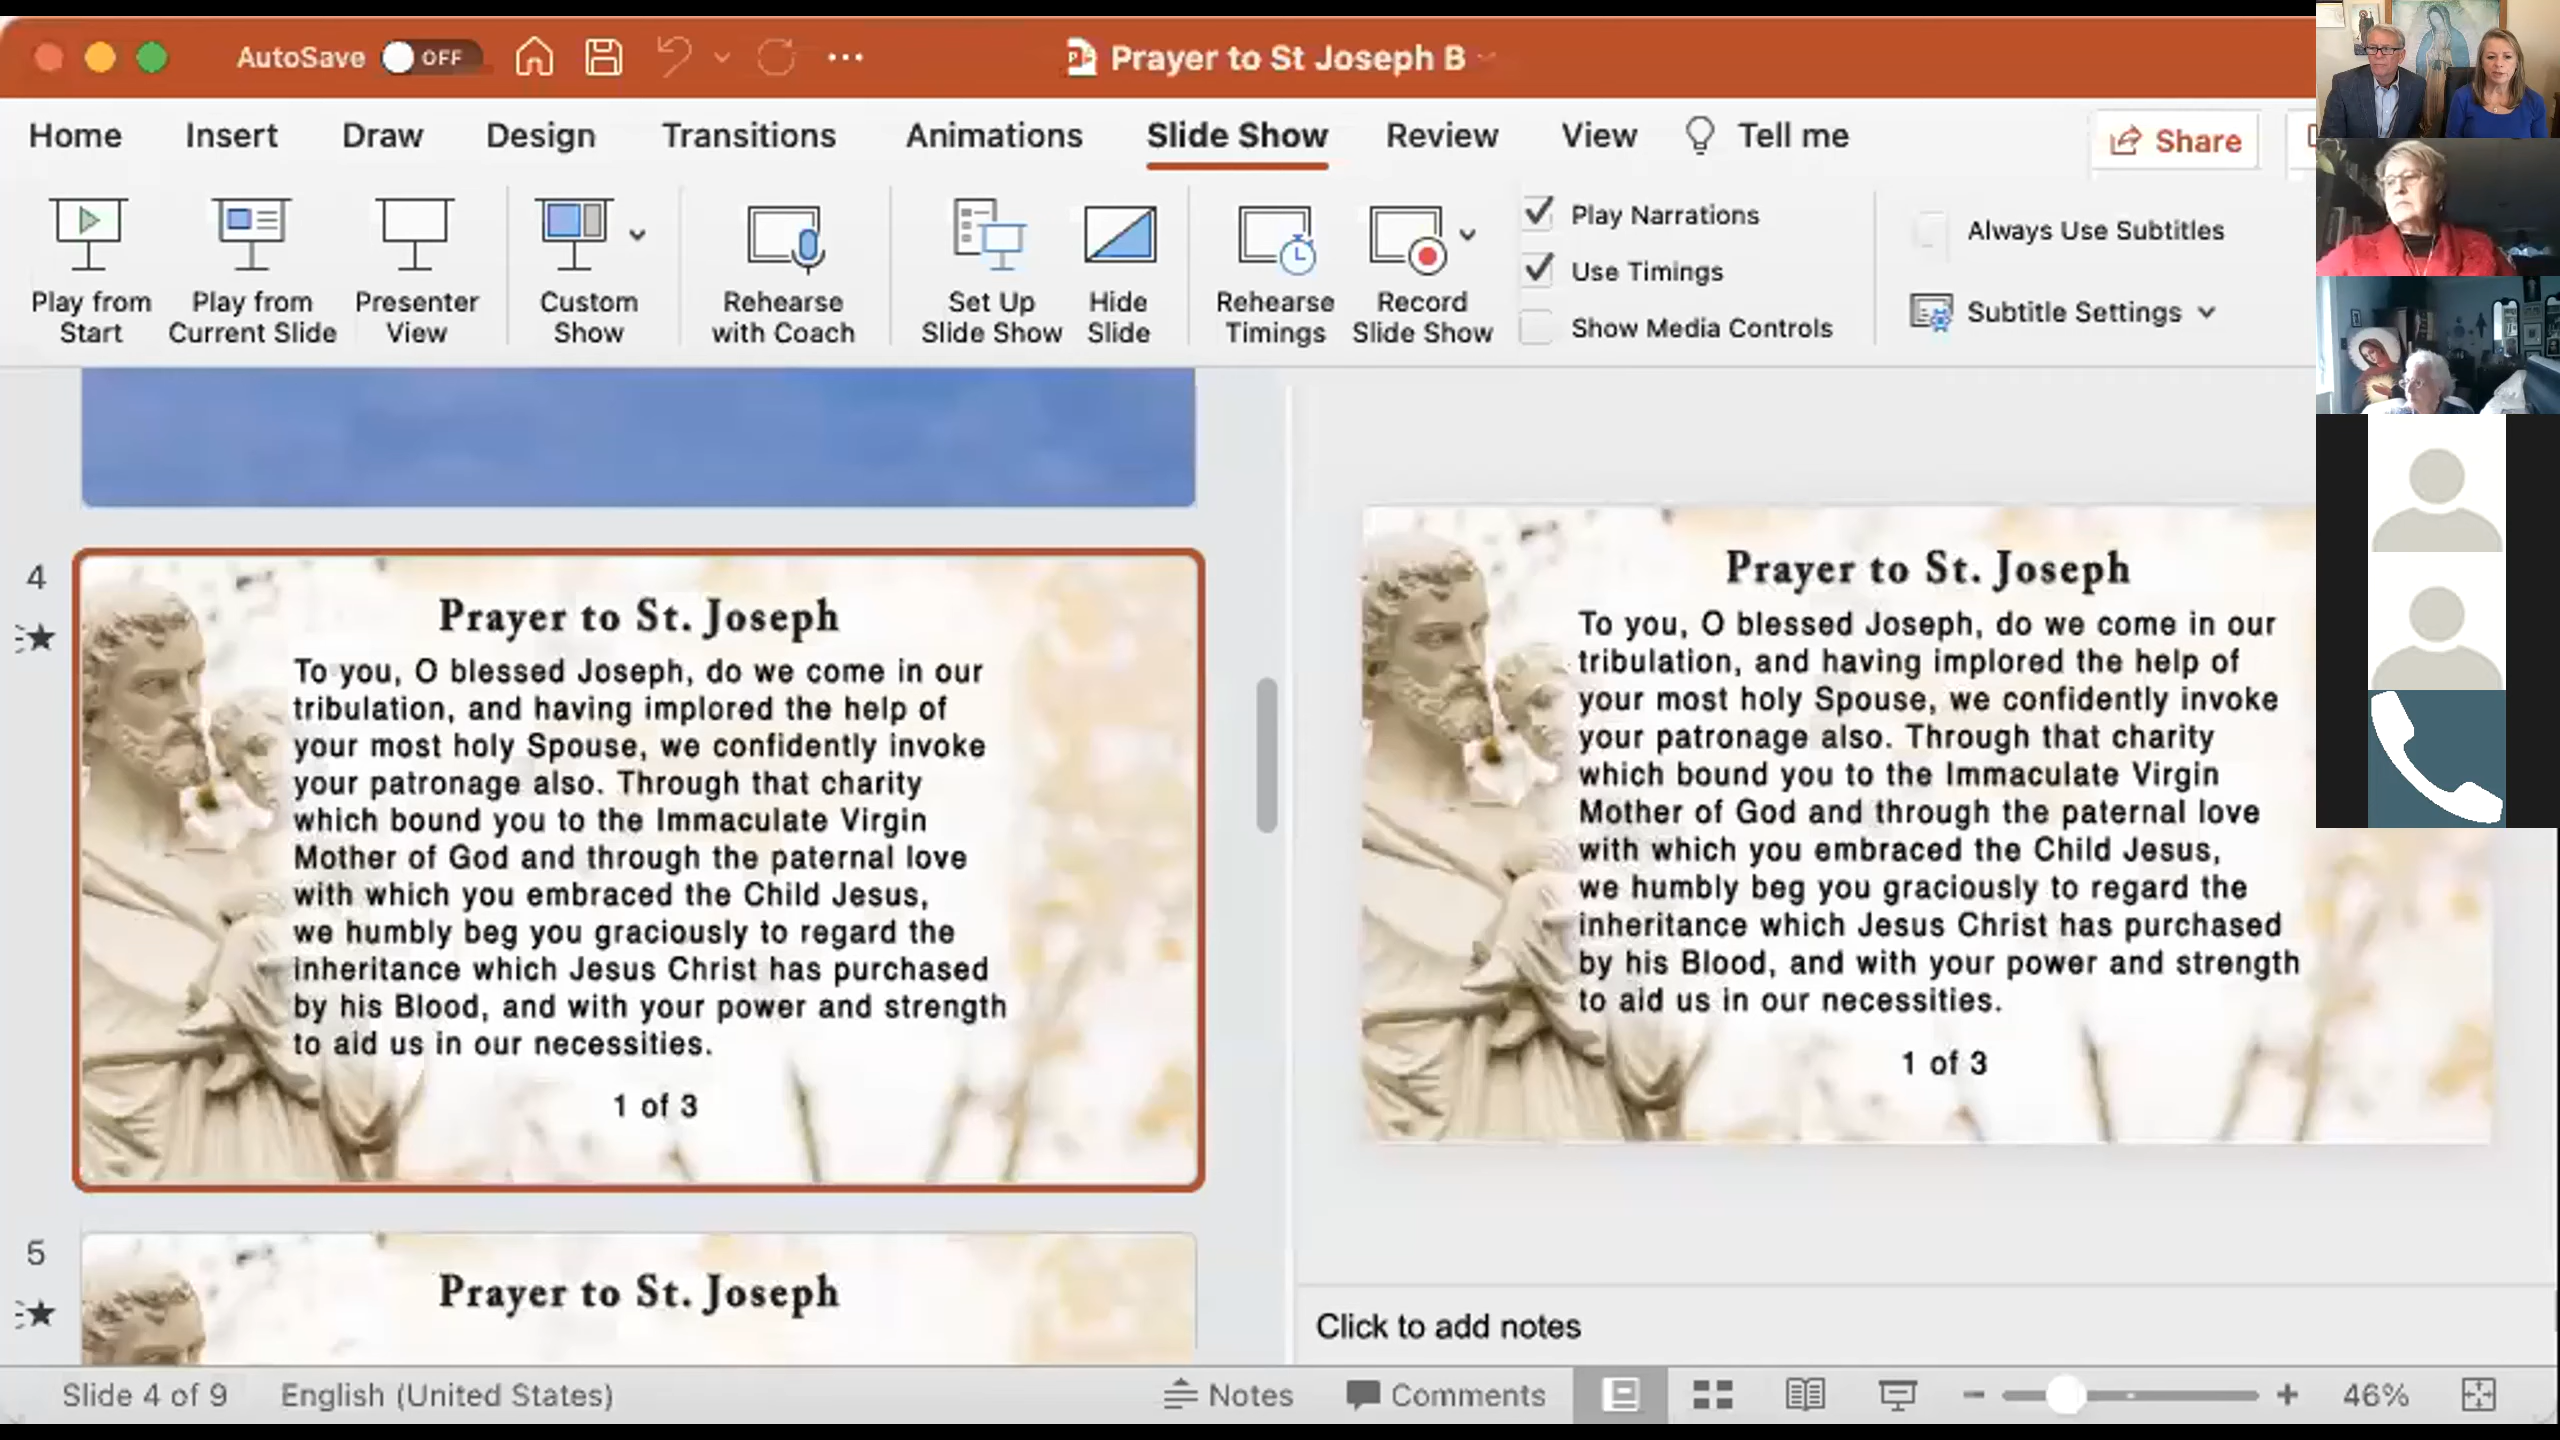 AutoSave OFF Prayer to St Joseph B
Home Insert Draw Design Transitions Animations Slide Show Review View Tell me Share
Play from Start
Play from Current Slide
Presenter View
Custom Show
Rehearse with Coach
Set Up Slide Show
Hide Slide
Rehearse Timings
Record Slide Show
Play Narrations
Use Timings
Show Media Controls
Always Use Subtitles
Subtitle Settings
4
Prayer to St. Joseph
To you, O blessed Joseph, do we come in our
tribulation, and having implored the help of
your most holy Spouse, we confidently invoke
your patronage also. Through that charity
which bound you to the Immaculate Virgin
Mother of God and through the paternal love
with which you embraced the Child Jesus,
we humbly beg you graciously to regard the
inheritance which Jesus Christ has purchased
by his Blood, and with your power and strength
to aid us in our necessities.
1 of 3
5
Prayer to St. Joseph
Prayer to St. Joseph
To you, O blessed Joseph, do we come in our
tribulation, and having implored the help of
your most holy Spouse, we confidently invoke
your patronage also. Through that charity
which bound you to the Immaculate Virgin
Mother of God and through the paternal love
with which you embraced the Child Jesus,
we humbly beg you graciously to regard the
inheritance which Jesus Christ has purchased
by his Blood, and with your power and strength
to aid us in our necessities.
1 of 3
Click to add notes
Slide 4 of 9 English (United States) Notes Comments 46%